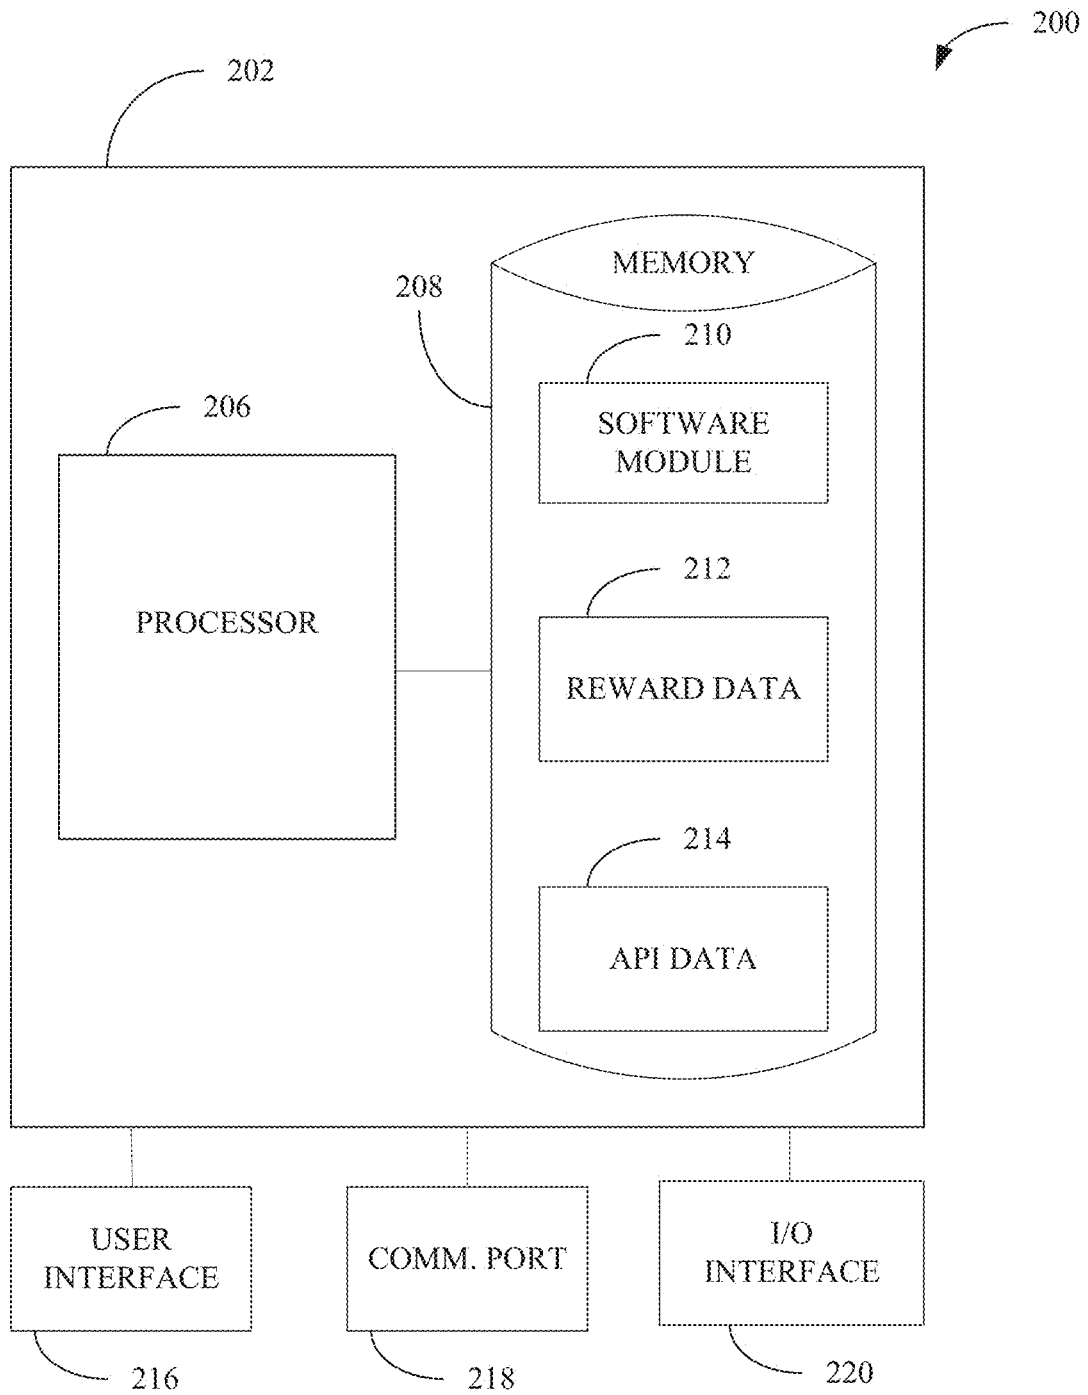 200
202
MEMORY
208
210
SOFTWARE
MODULE
206
PROCESSOR
212
REWARD DATA
214
API DATA
USER
INTERFACE
COMM. PORT
I/O
INTERFACE
216
218
220